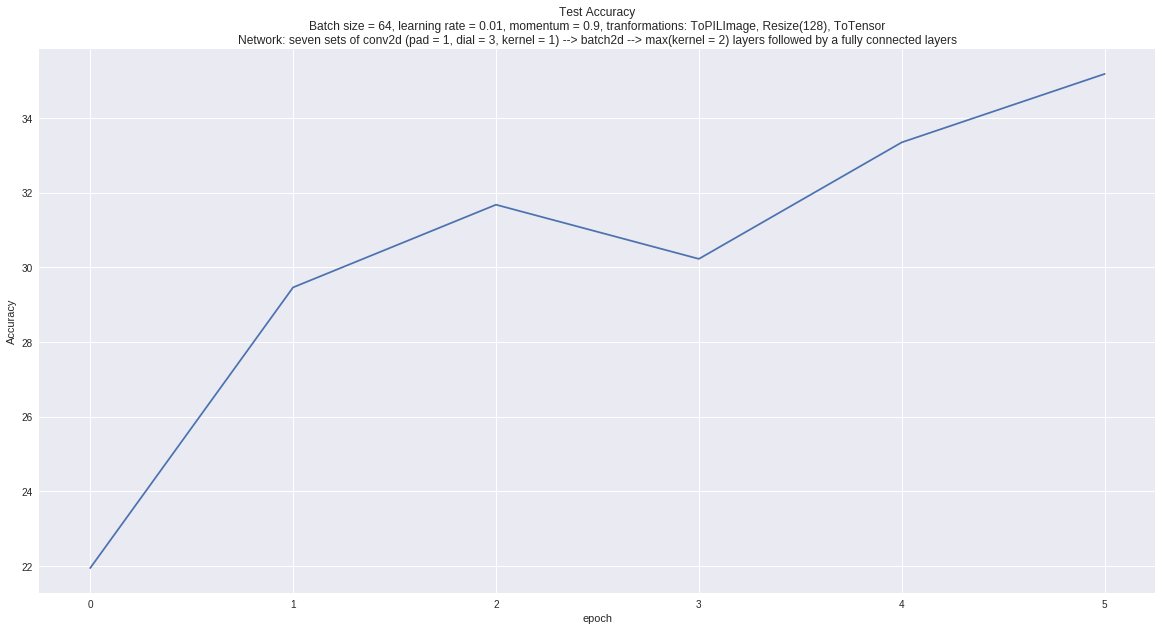 Test Accuracy
Batch size = 64, learning rate = 0.01, momentum = 0.9, tranformations: ToPILImage, Resize(128), ToTensor
Network: seven sets of conv2d (pad = 1, dial = 3, kernel = 1) --> batch2d --> max(kernel = 2) layers followed by a fully connected layers
34
32
30
28
26
24
22
Accuracy
0 1 2 3 4 5
epoch